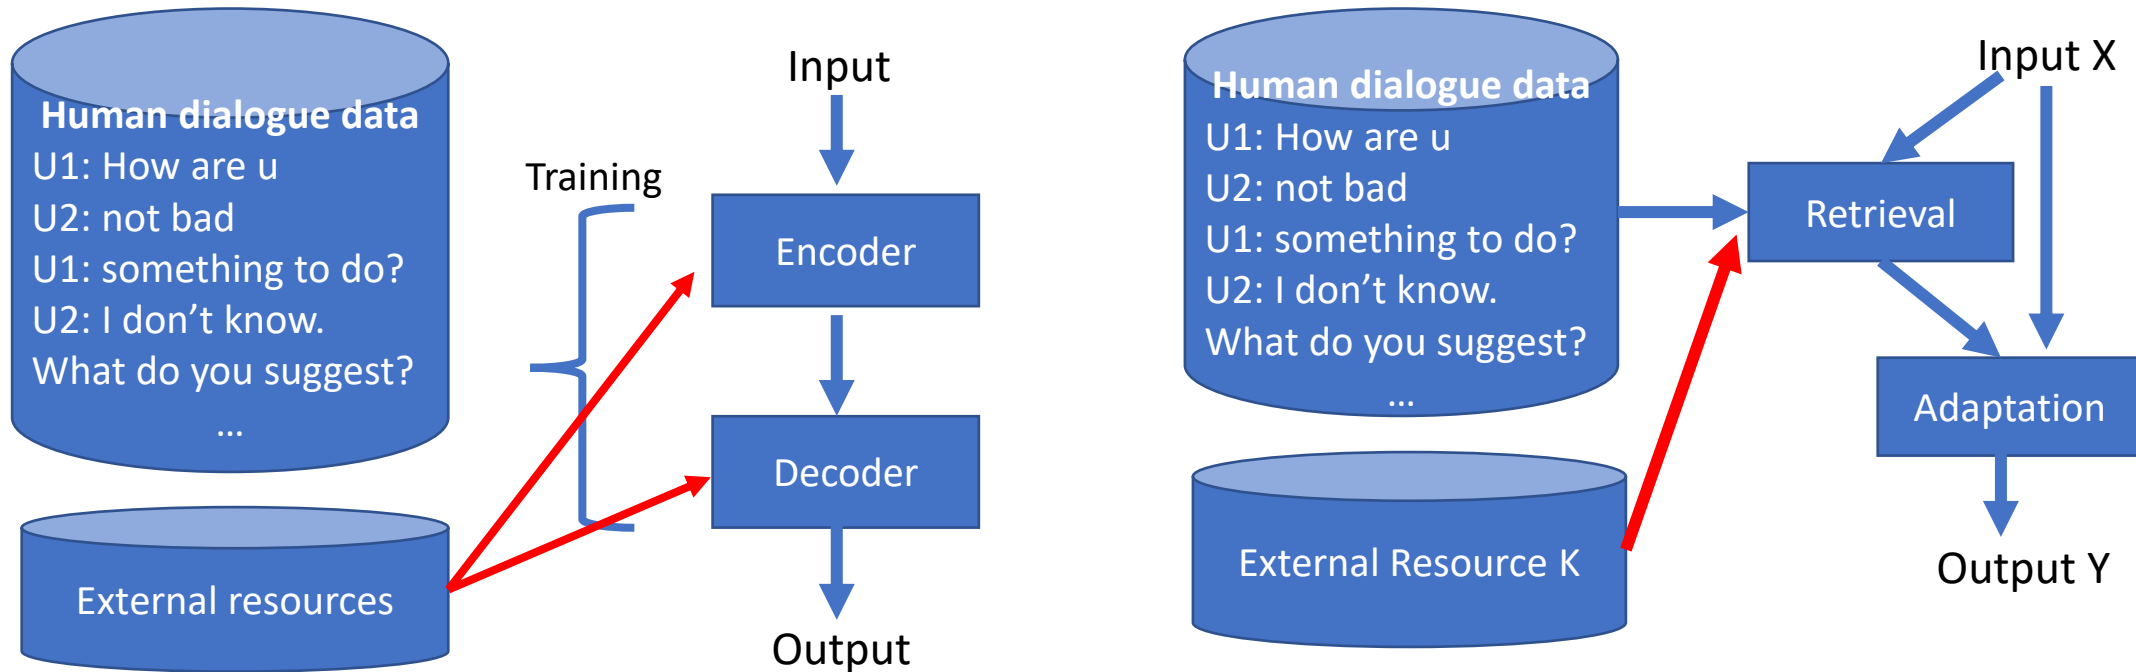 Human dialogue data
U1: How are u
U2: not bad
U1: something to do?
U2: I don’t know.
What do you suggest?
...
External resources
Training
Input
Encoder
Decoder
Output
Human dialogue data
U1: How are u
U2: not bad
U1: something to do?
U2: I don’t know.
What do you suggest?
...
External Resource K
Input X
Retrieval
Adaptation
Output Y